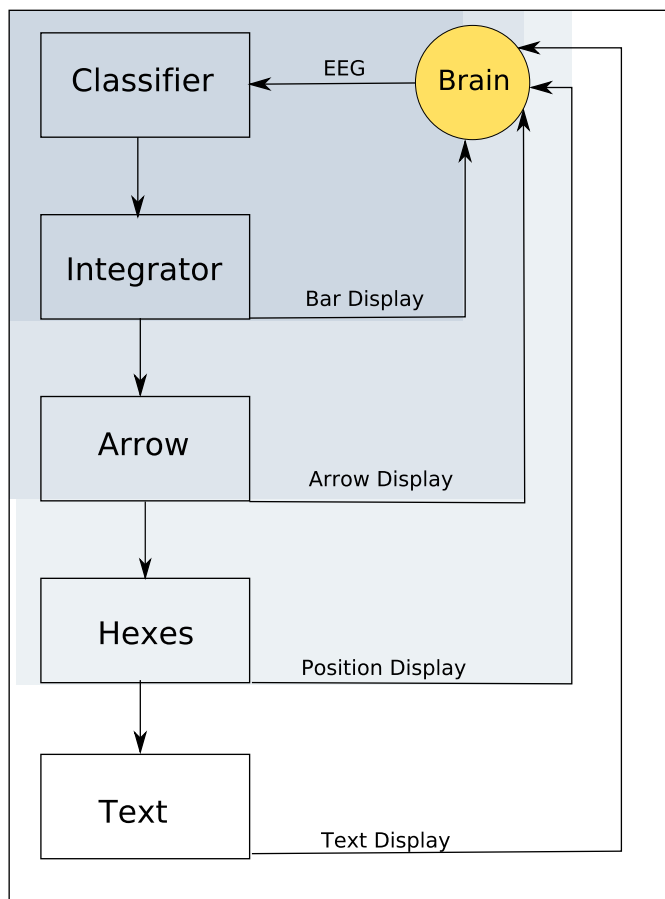 Classifier
EEG
Brain
Integrator
Bar Display
Arrow
Arrow Display
Hexes
Position Display
Text
Text Display